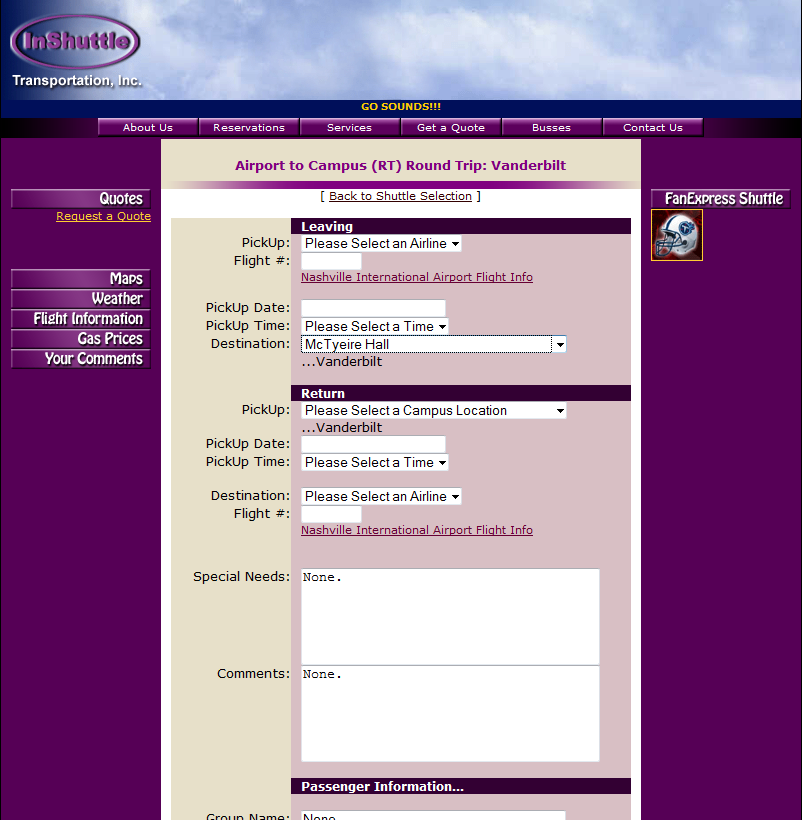 InShuttle
Transportation, Inc.
GO SOUNDS!!!
About Us Reservations Services Get a Quote Busses Contact Us
Airport to Campus (RT) Round Trip: Vanderbilt
[ Back to Shuttle Selection ]
Quotes
Request a Quote
Maps
Weather
Flight Information
Gas Prices
Your Comments
FanExpress Shuttle
Leaving
PickUp: Please Select an Airline
Flight #:
Nashville International Airport Flight Info
PickUp Date:
PickUp Time: Please Select a Time
Destination: McTyeire Hall
...Vanderbilt
Return
PickUp: Please Select a Campus Location
...Vanderbilt
PickUp Date:
PickUp Time: Please Select a Time
Destination: Please Select an Airline
Flight #:
Nashville International Airport Flight Info
Special Needs: None.
Comments: None.
Passenger Information...
Group Name: None